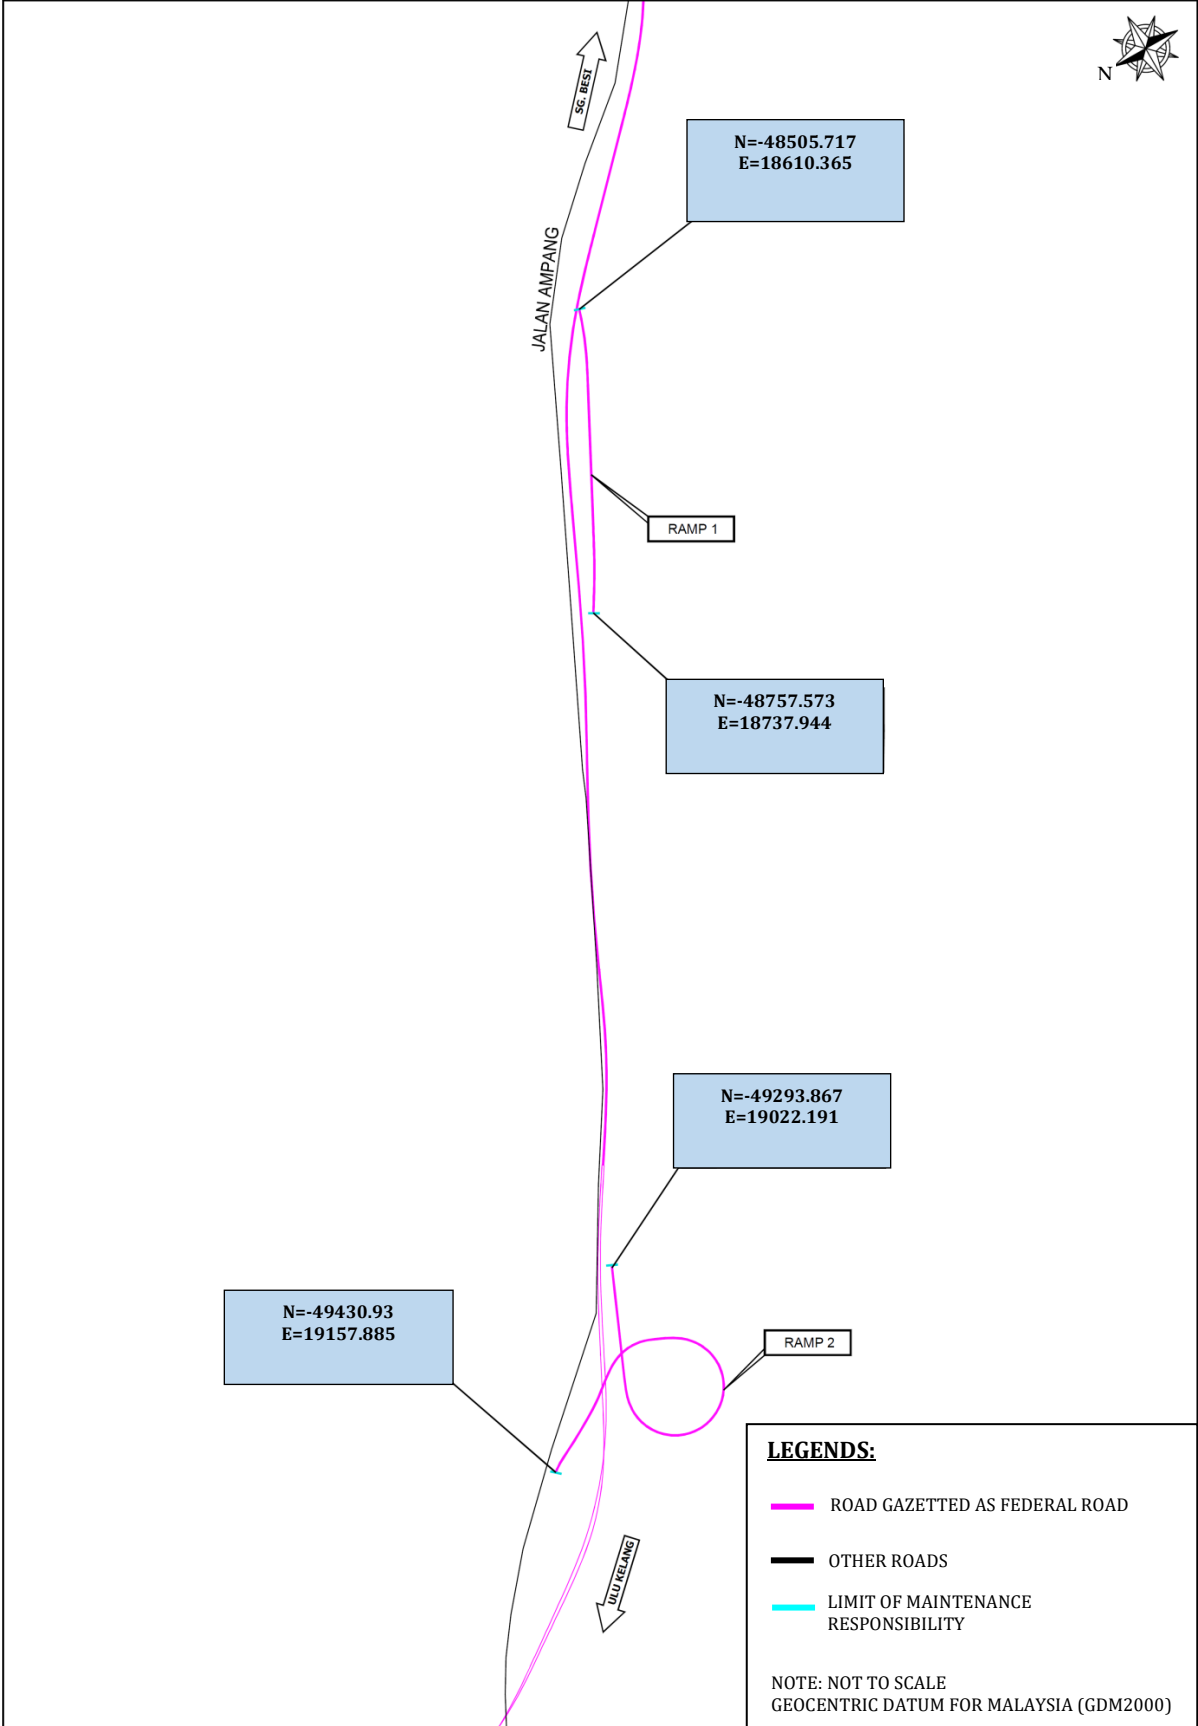 N
SG. BESI
N=-48505.717
E=18610.365
JALAN AMPANG
RAMP 1
N=-48757.573
E=18737.944
N=-49293.867
E=19022.191
N=-49430.93
E=19157.885
RAMP 2
ULU KELANG
LEGENDS:
ROAD GAZETTED AS FEDERAL ROAD
OTHER ROADS
LIMIT OF MAINTENANCE
RESPONSIBILITY
NOTE: NOT TO SCALE
GEOCENTRIC DATUM FOR MALAYSIA (GDM2000)